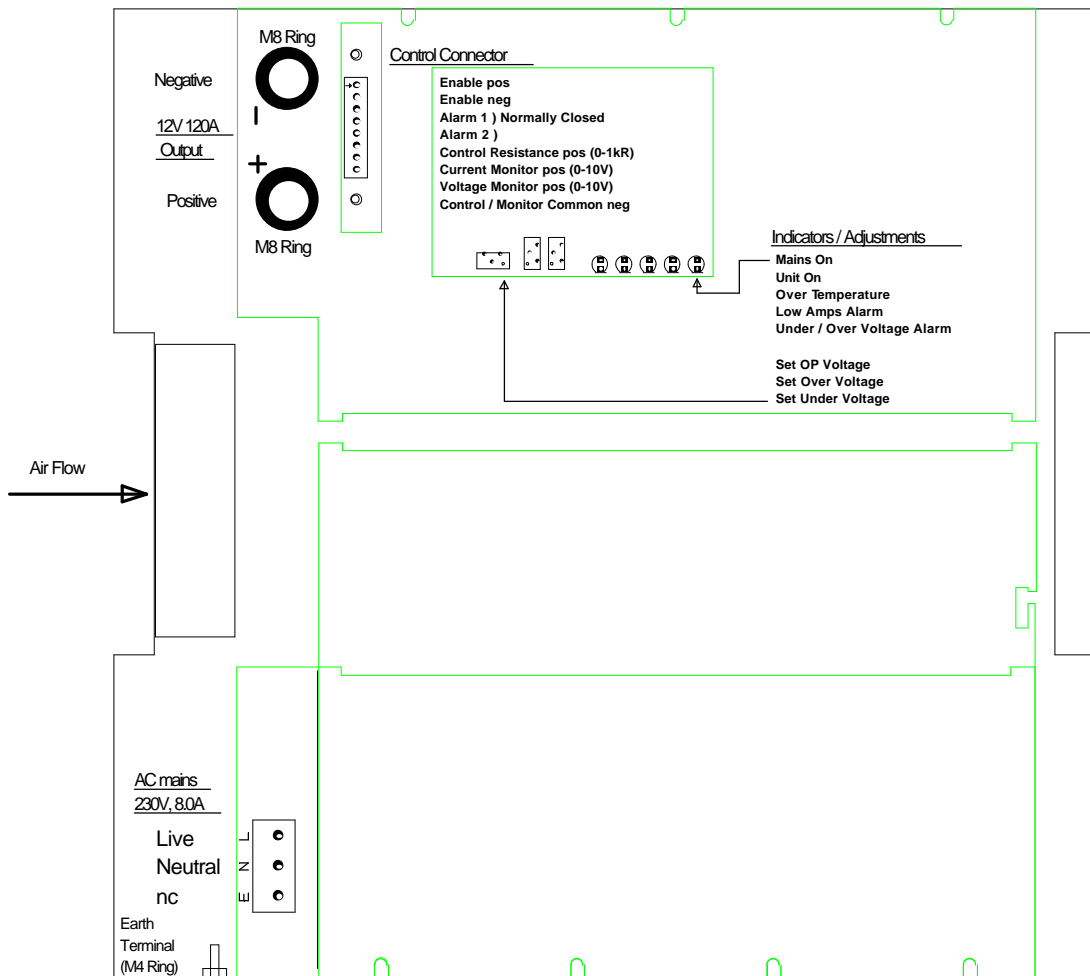 M8 Ring
Negative
–
12V 120A
Output
+
Positive
M8 Ring
Control Connector
Enable pos
Enable neg
Alarm 1 ) Normally Closed
Alarm 2 )
Control Resistance pos (0-1kR)
Current Monitor pos (0-10V)
Voltage Monitor pos (0-10V)
Control / Monitor Common neg
Indicators / Adjustments
Mains On
Unit On
Over Temperature
Low Amps Alarm
Under / Over Voltage Alarm
Set OP Voltage
Set Over Voltage
Set Under Voltage
Air Flow
AC mains
230V, 8.0A
Live L
Neutral N
nc E
Earth
Terminal
(M4 Ring)